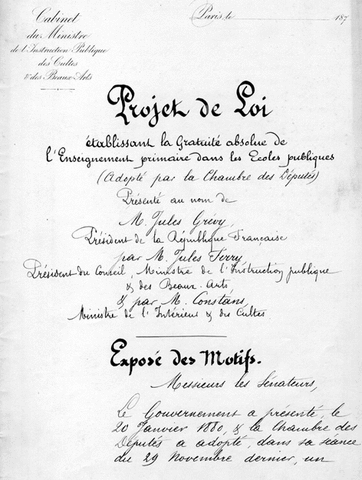 Cabinet
du Ministre
de l'Instruction Publique
des Cultes
& des Beaux-Arts
Paris, le 187
Projet de Loi
établissant la Gratuité absolue de
l'Enseignement primaire dans les Ecoles publiques
(Adopté par la Chambre des Députés)
Présenté au nom de
M. Jules Grévy,
Président de la République Française
par M. Jules Ferry
Président du Conseil, Ministre de l'Instruction publique
& des Beaux-Arts,
& par M. Constans,
Ministre de l'Intérieur & des Cultes
Exposé des Motifs.
Messieurs les Sénateurs,
Le Gouvernement a présenté, le
20 Janvier 1880, & la Chambre des
Députés a adopté, dans sa séance
du 29 Novembre dernier, un